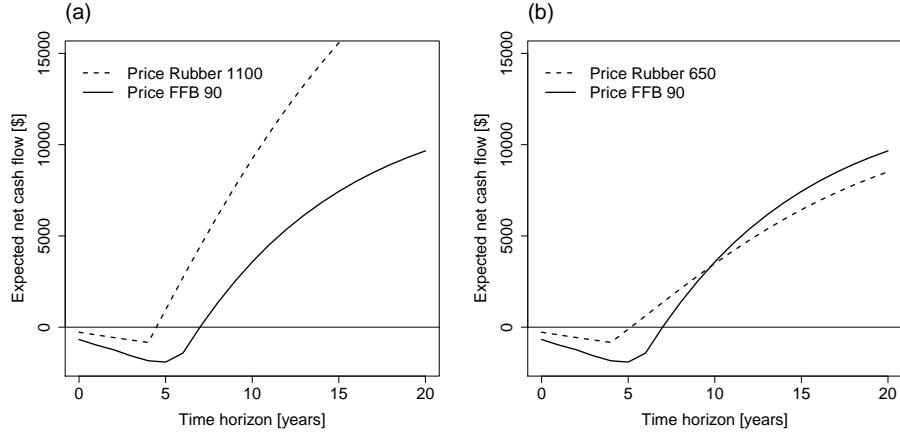 (a)
Price Rubber 1100
Price FFB 90
Expected net cash flow [$]
15000
10000
5000
0
0 5 10 15 20
Time horizon [years]
(b)
Price Rubber 650
Price FFB 90
Expected net cash flow [$]
15000
10000
5000
0
0 5 10 15 20
Time horizon [years]